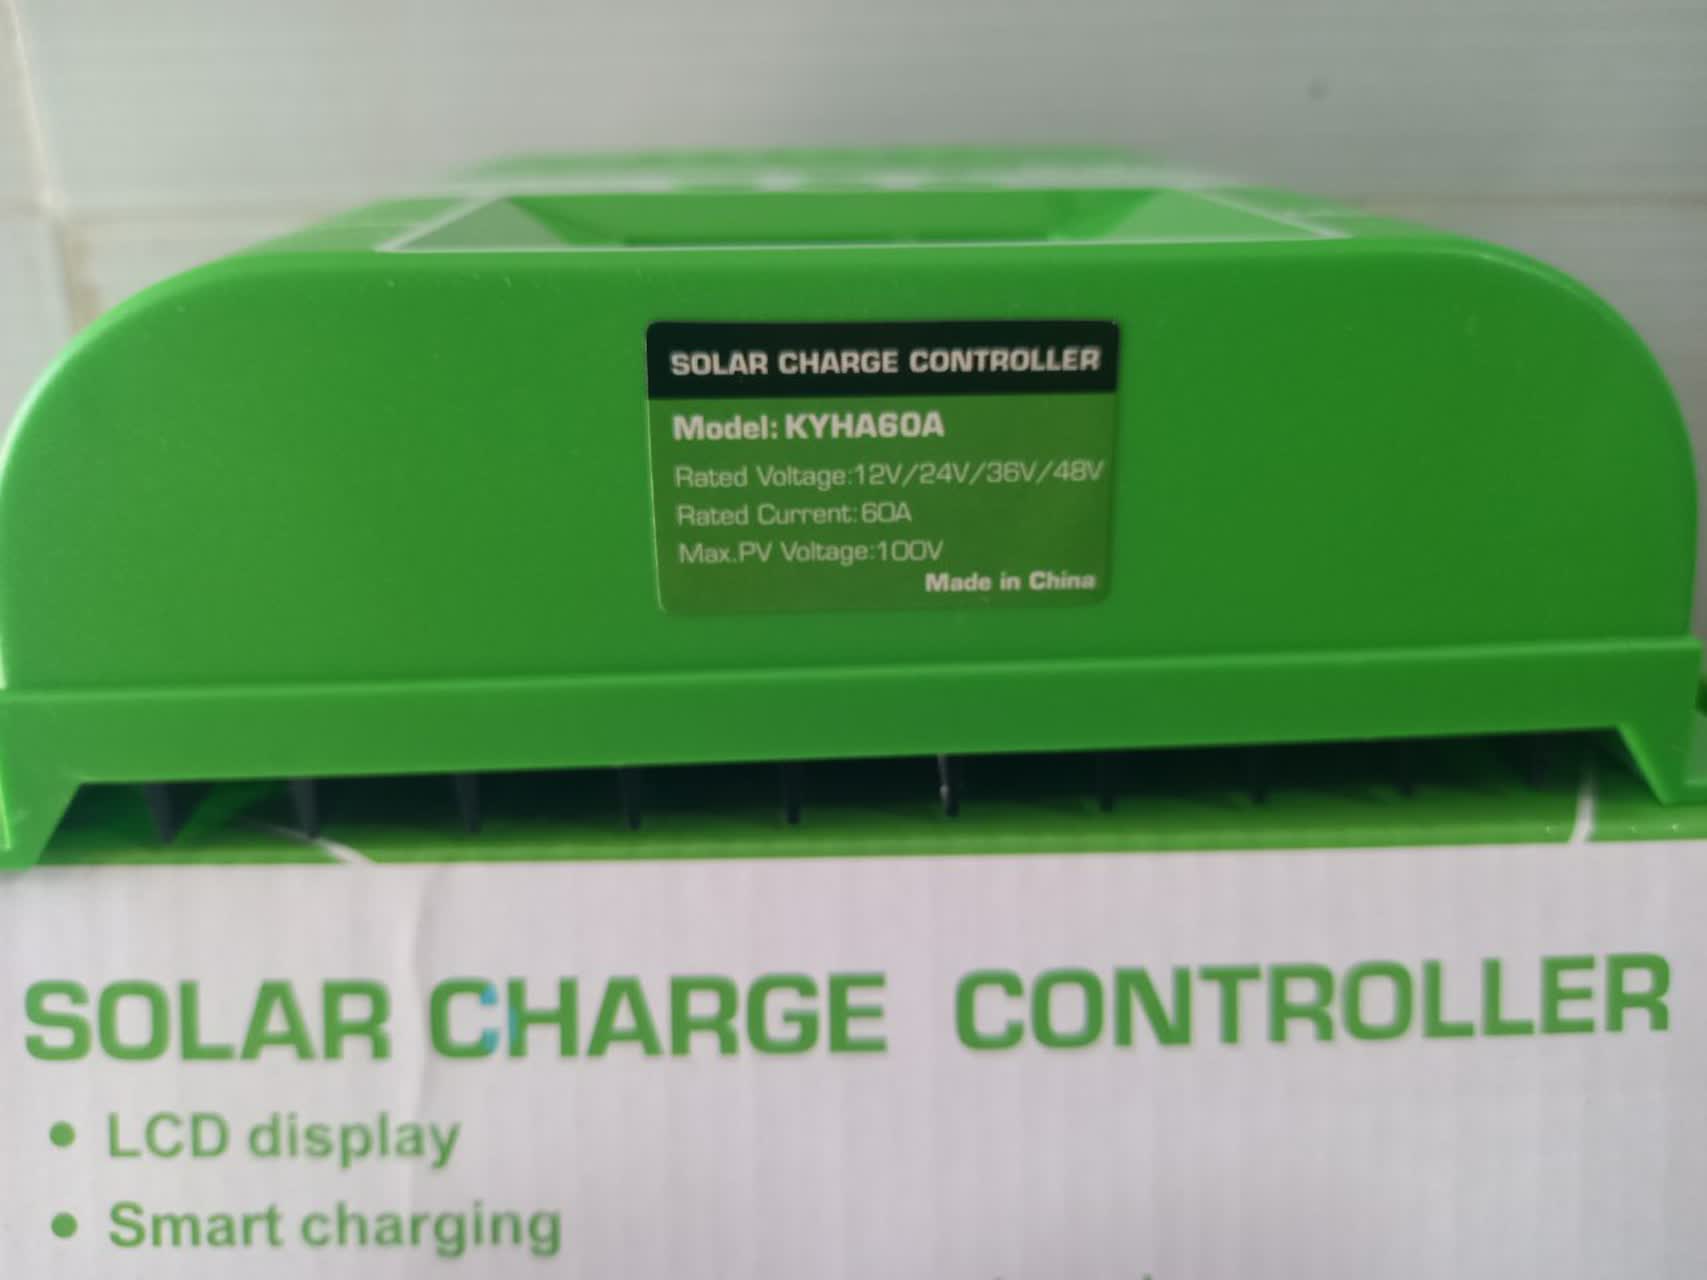 SOLAR CHARGE CONTROLLER
Model: KYHA60A
Rated Voltage:12V/24V/36V/48V
Rated Current:60A
Max.PV Voltage:100V
Made in China
SOLAR CHARGE CONTROLLER
• LCD display
• Smart charging